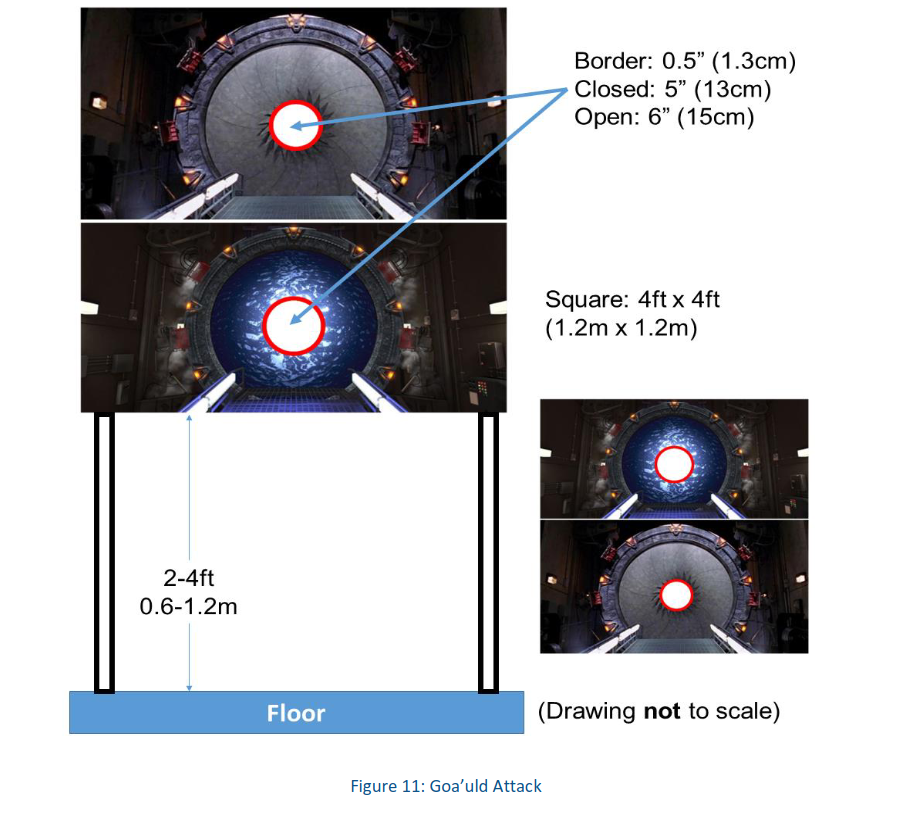 Border: 0.5” (1.3cm)
Closed: 5” (13cm)
Open: 6” (15cm)
Square: 4ft x 4ft
(1.2m x 1.2m)
2-4ft
0.6-1.2m
Floor
(Drawing not to scale)
Figure 11: Goa’uld Attack